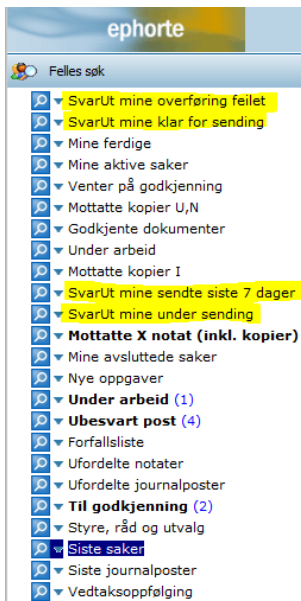 ephorte
Felles søk
SvarUt mine overføring feilet
SvarUt mine klar for sending
Mine ferdige
Mine aktive saker
Venter på godkjenning
Mottatte kopier U,N
Godkjente dokumenter
Under arbeid
Mottatte kopier I
SvarUt mine sendte siste 7 dager
SvarUt mine under sending
Mottatte X notat (inkl. kopier)
Mine avsluttede saker
Nye oppgaver
Under arbeid (1)
Ubesvart post (4)
Forfallsliste
Ufordelte notater
Ufordelte journalposter
Til godkjenning (2)
Styre, råd og utvalg
Siste saker
Siste journalposter
Vedtaksoppfølging